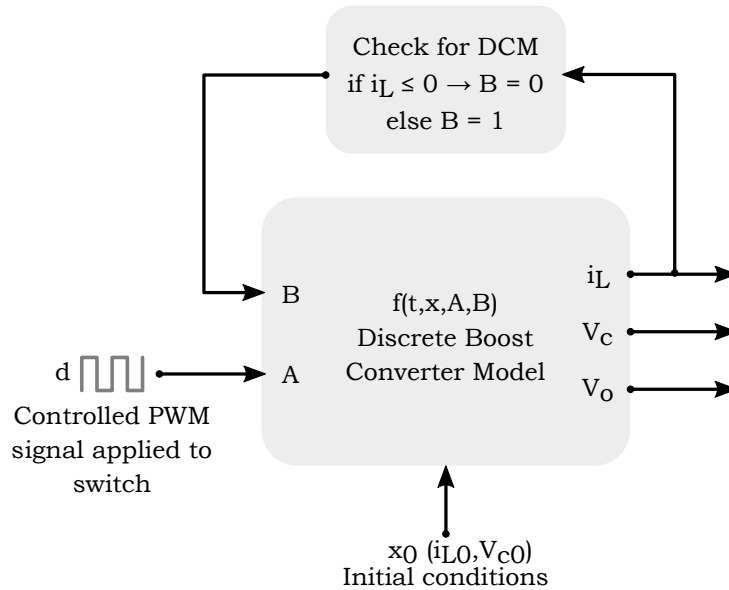 Check for DCM
if iL ≤ 0 → B = 0
else B = 1
B
f(t,x,A,B)
Discrete Boost
Converter Model
iL
Vc
Vo
d
A
Controlled PWM
signal applied to
switch
x0 (iL0,Vc0)
Initial conditions